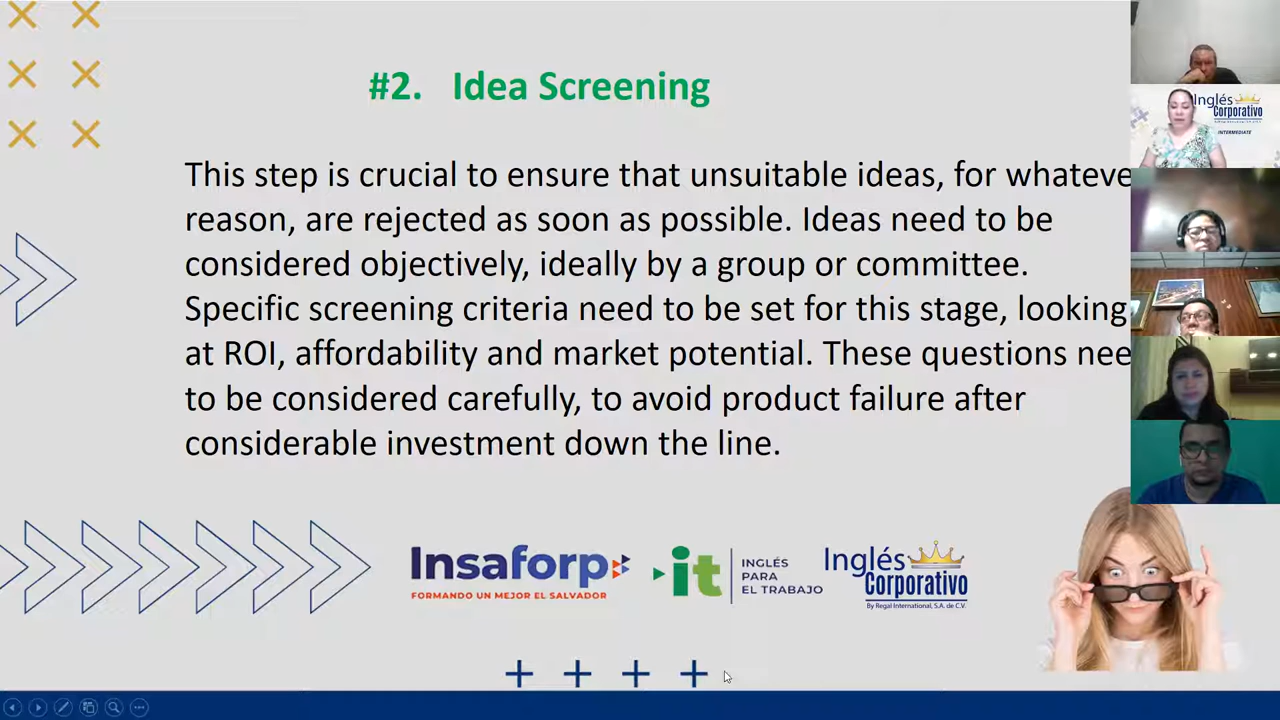 #2. Idea Screening
This step is crucial to ensure that unsuitable ideas, for whateve
reason, are rejected as soon as possible. Ideas need to be
considered objectively, ideally by a group or committee.
Specific screening criteria need to be set for this stage, looking
at ROI, affordability and market potential. These questions nee
to be considered carefully, to avoid product failure after
considerable investment down the line.
Insaforp
FORMANDO UN MEJOR EL SALVADOR
it
INGLÉS
PARA
EL TRABAJO
Inglés
Corporativo
By Regal International, S.A. de C.V.
Inglés
Corporativo
INTERMEDIATE